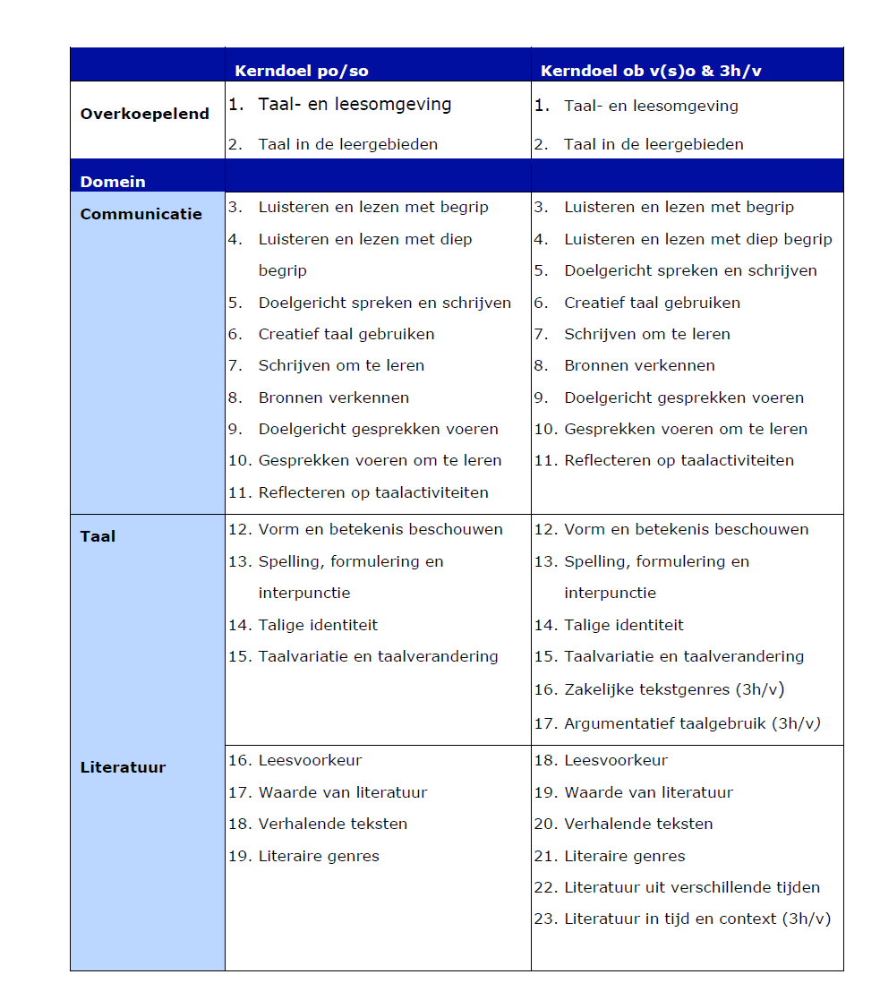 Kerndoel po/so
Kerndoel ob v(s)o & 3h/v
Overkoepelend
1. Taal- en leesomgeving
2. Taal in de leergebieden
1. Taal- en leesomgeving
2. Taal in de leergebieden
Domein
Communicatie
3. Luisteren en lezen met begrip
4. Luisteren en lezen met diep
begrip
5. Doelgericht spreken en schrijven
6. Creatief taal gebruiken
7. Schrijven om te leren
8. Bronnen verkennen
9. Doelgericht gesprekken voeren
10. Gesprekken voeren om te leren
11. Reflecteren op taalactiviteiten
3. Luisteren en lezen met begrip
4. Luisteren en lezen met diep begrip
5. Doelgericht spreken en schrijven
6. Creatief taal gebruiken
7. Schrijven om te leren
8. Bronnen verkennen
9. Doelgericht gesprekken voeren
10. Gesprekken voeren om te leren
11. Reflecteren op taalactiviteiten
Taal
12. Vorm en betekenis beschouwen
13. Spelling, formulering en
interpunctie
14. Talige identiteit
15. Taalvariatie en taalverandering
12. Vorm en betekenis beschouwen
13. Spelling, formulering en
interpunctie
14. Talige identiteit
15. Taalvariatie en taalverandering
16. Zakelijke tekstgenres (3h/v)
17. Argumentatief taalgebruik (3h/v)
Literatuur
16. Leesvoorkeur
17. Waarde van literatuur
18. Verhalende teksten
19. Literaire genres
18. Leesvoorkeur
19. Waarde van literatuur
20. Verhalende teksten
21. Literaire genres
22. Literatuur uit verschillende tijden
23. Literatuur in tijd en context (3h/v)